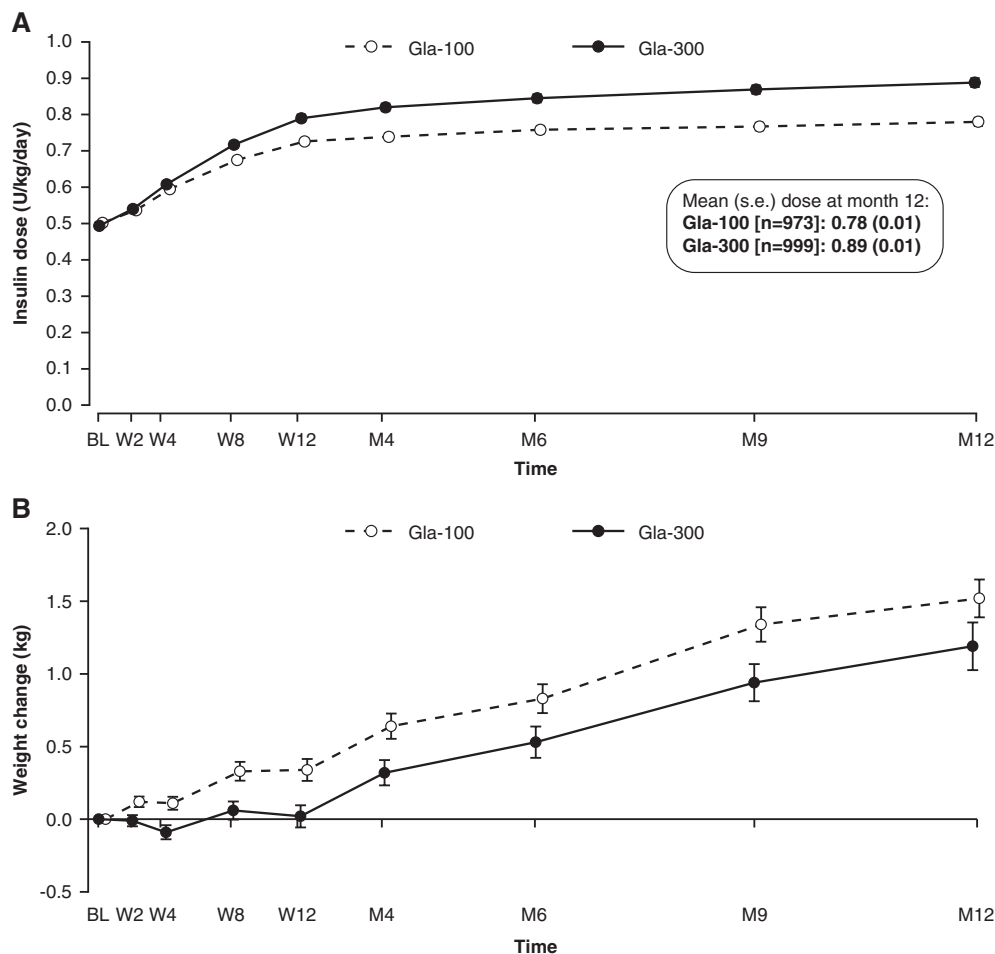 A
Gla-100 Gla-300
Insulin dose (U/kg/day)
1.0
0.9
0.8
0.7
0.6
0.5
0.4
0.3
0.2
0.1
0.0
Mean (s.e.) dose at month 12:
Gla-100 [n=973]: 0.78 (0.01)
Gla-300 [n=999]: 0.89 (0.01)
BL W2 W4 W8 W12 M4 M6 M9 M12
Time
B
Gla-100 Gla-300
Weight change (kg)
2.0
1.5
1.0
0.5
0.0
-0.5
BL W2 W4 W8 W12 M4 M6 M9 M12
Time